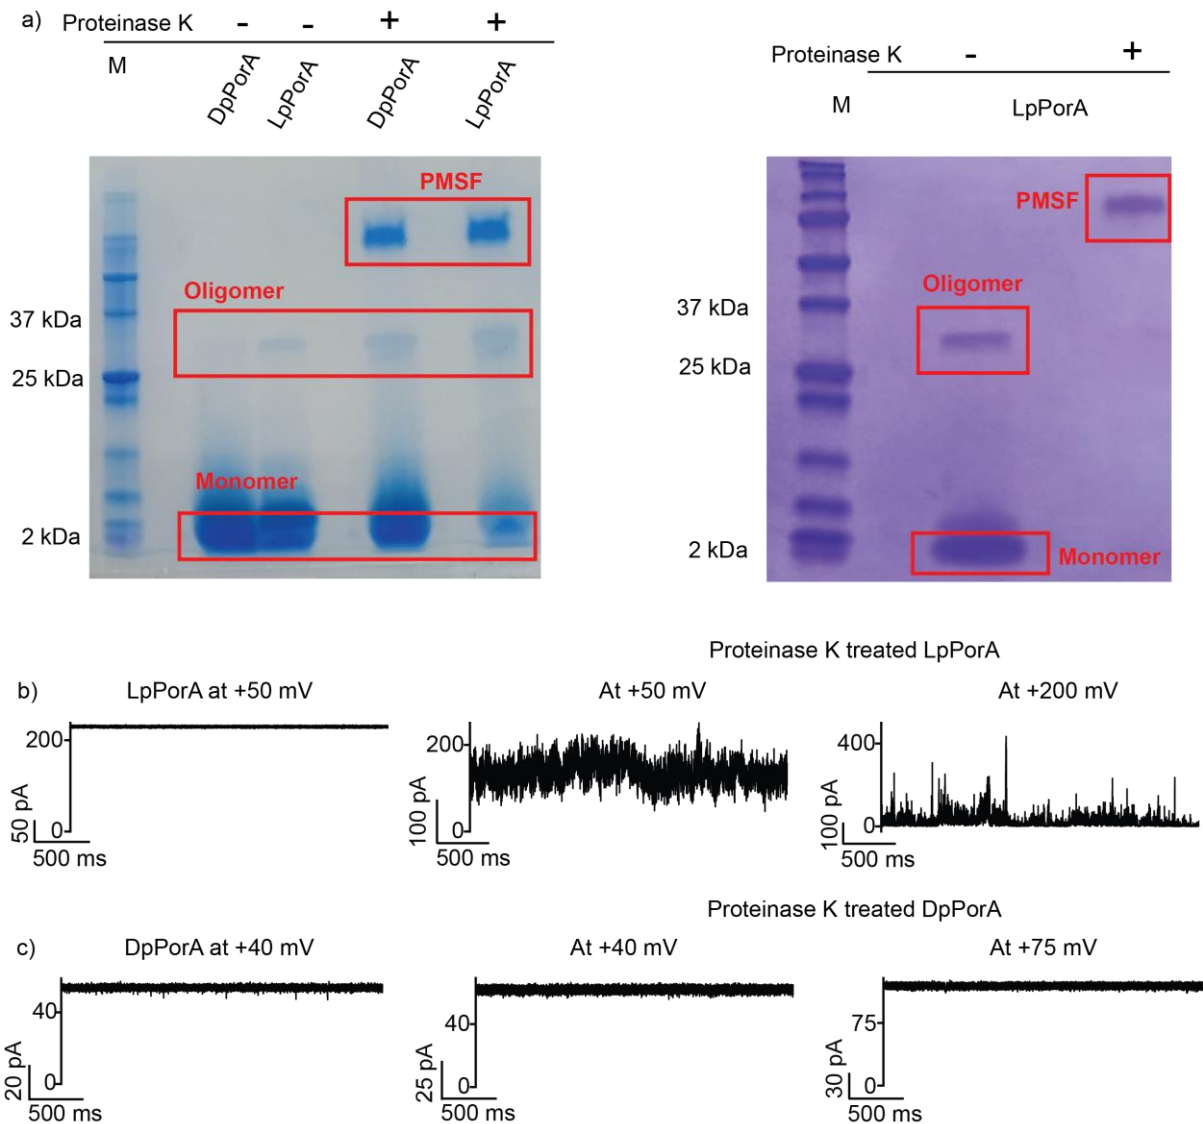 a) Proteinase K - - + +
M DpPorA LpPorA DpPorA LpPorA
PMSF
Oligomer
37 kDa
25 kDa
Monomer
2 kDa
Proteinase K - +
M LpPorA
PMSF
Oligomer
37 kDa
25 kDa
2 kDa
Monomer
Proteinase K treated LpPorA
b) LpPorA at +50 mV At +50 mV At +200 mV
200
0
50 pA
500 ms
200
0
100 pA
500 ms
400
0
100 pA
500 ms
Proteinase K treated DpPorA
c) DpPorA at +40 mV At +40 mV At +75 mV
40
0
20 pA
500 ms
40
0
25 pA
500 ms
75
0
30 pA
500 ms